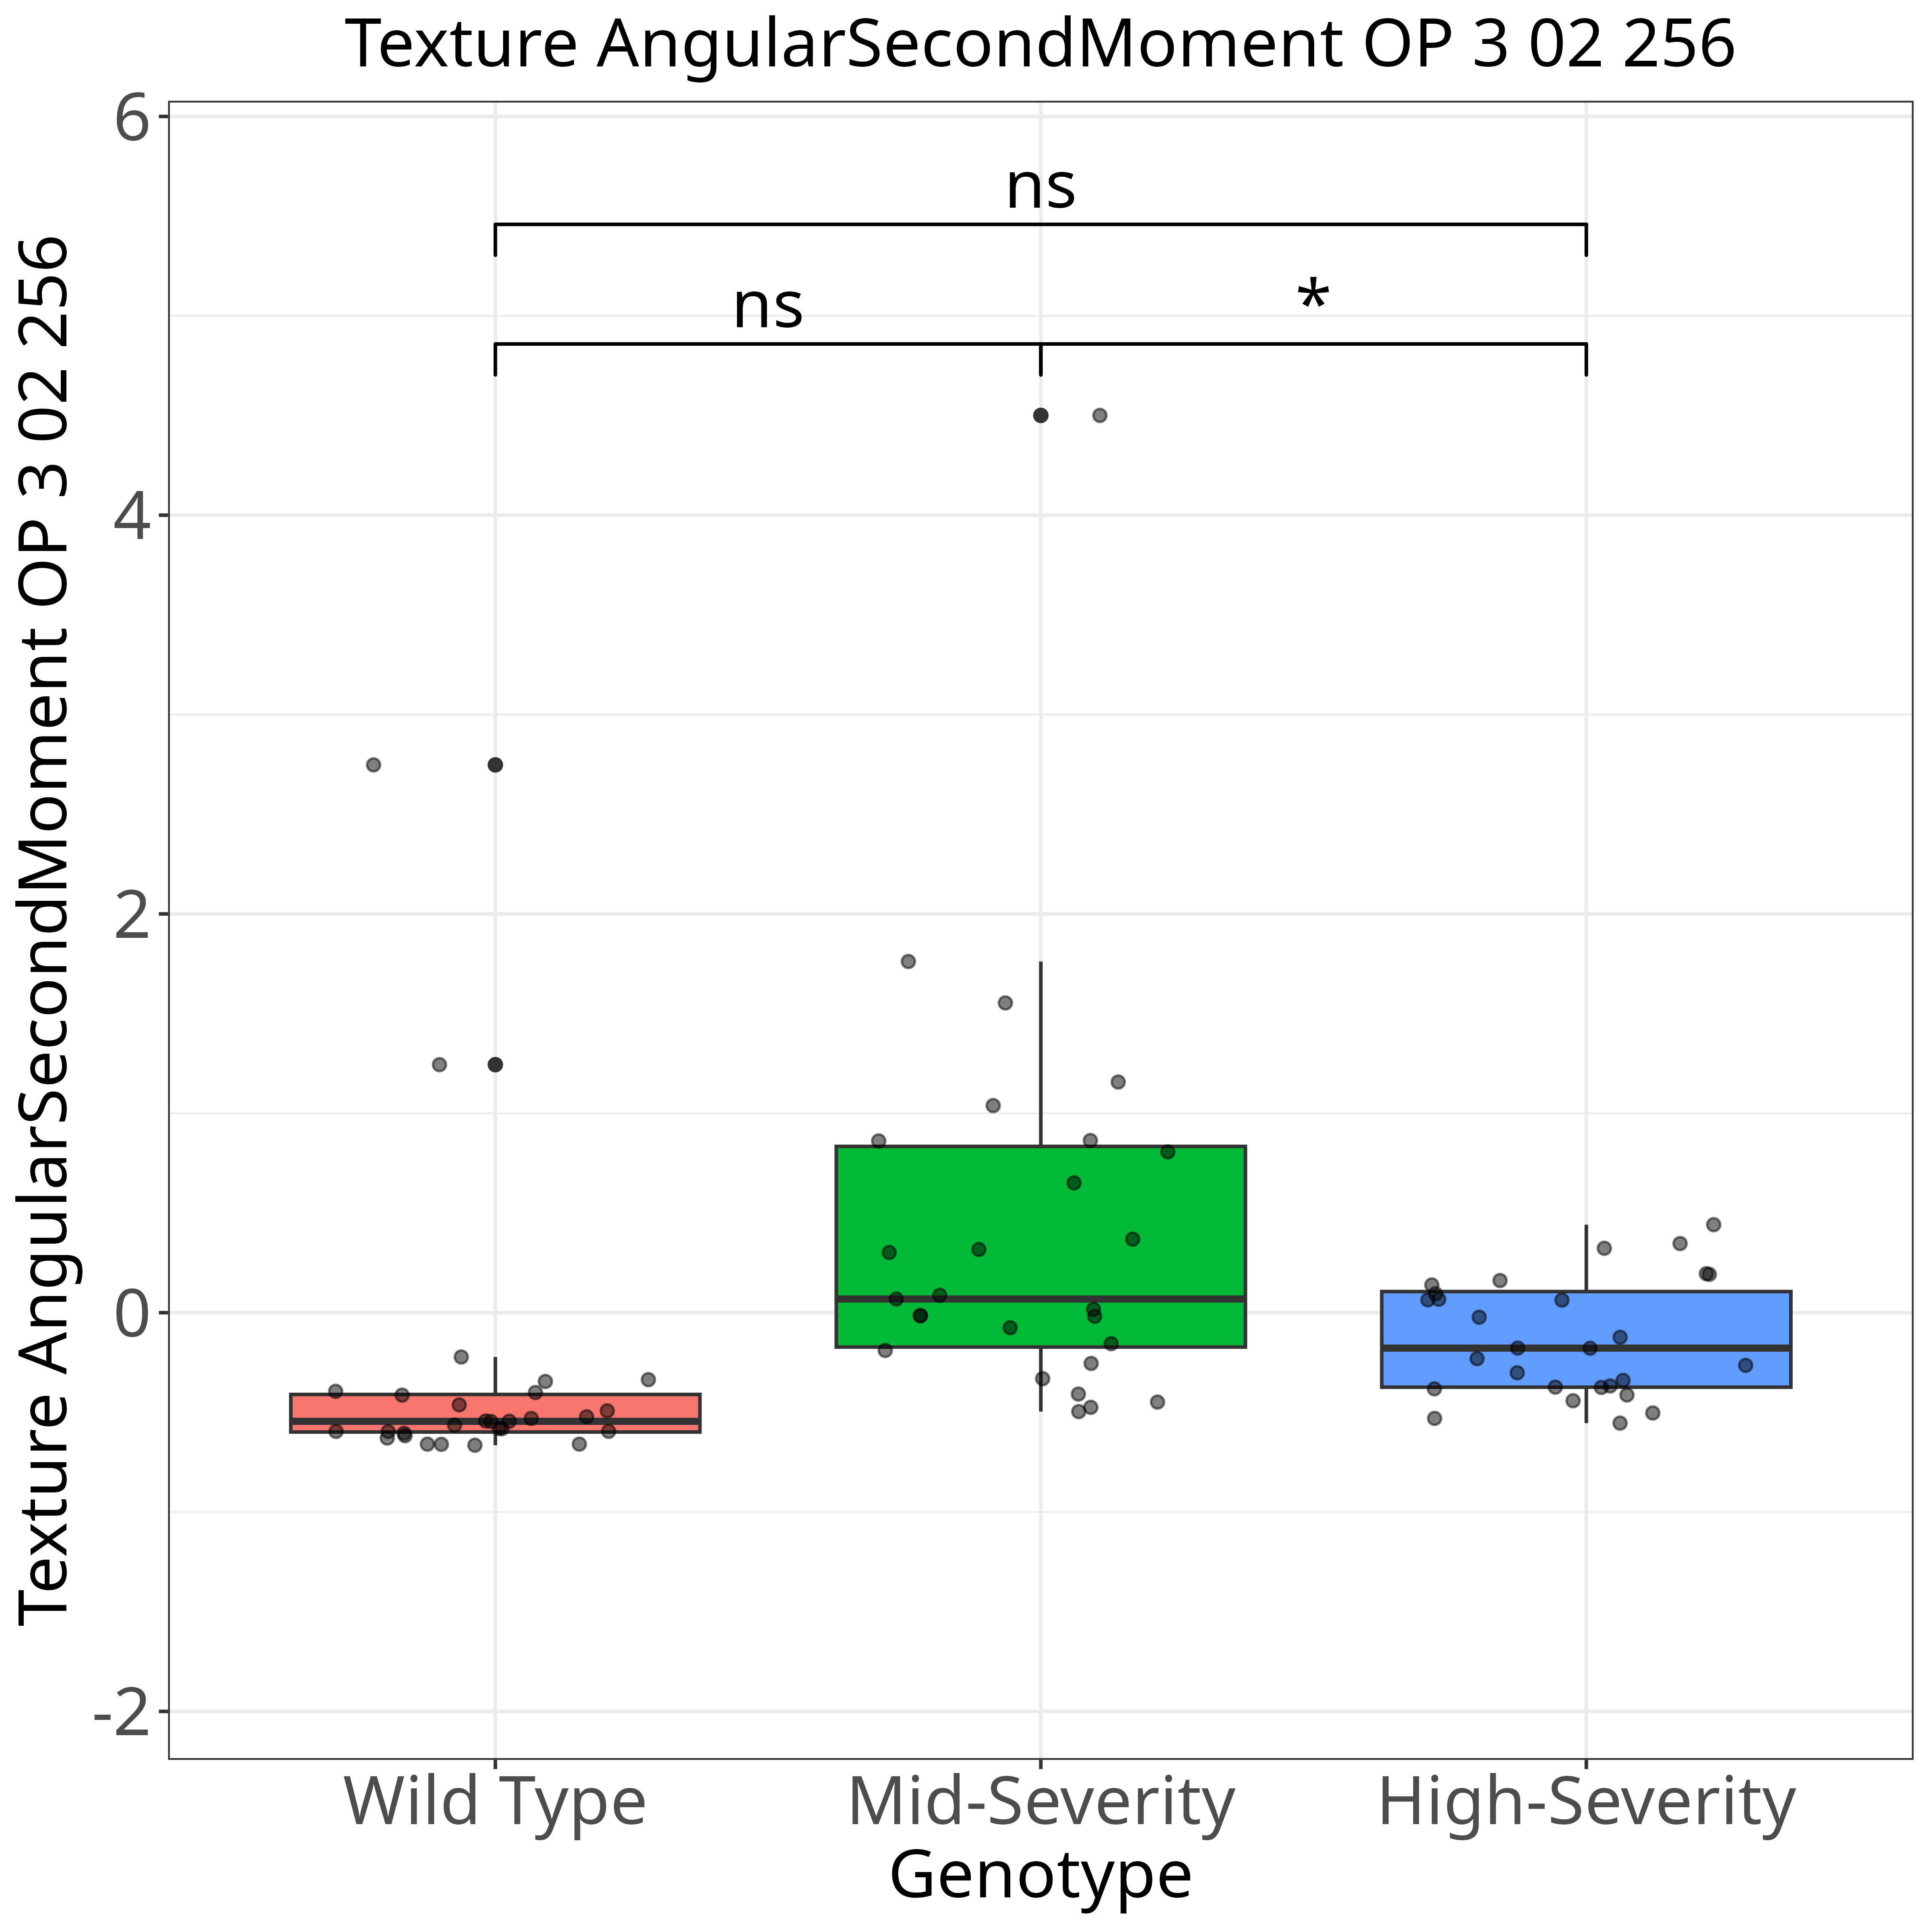 Texture AngularSecondMoment OP 3 02 256
Texture AngularSecondMoment OP 3 02 256
6
4
2
0
-2
ns
ns
*
Wild Type
Mid-Severity
High-Severity
Genotype